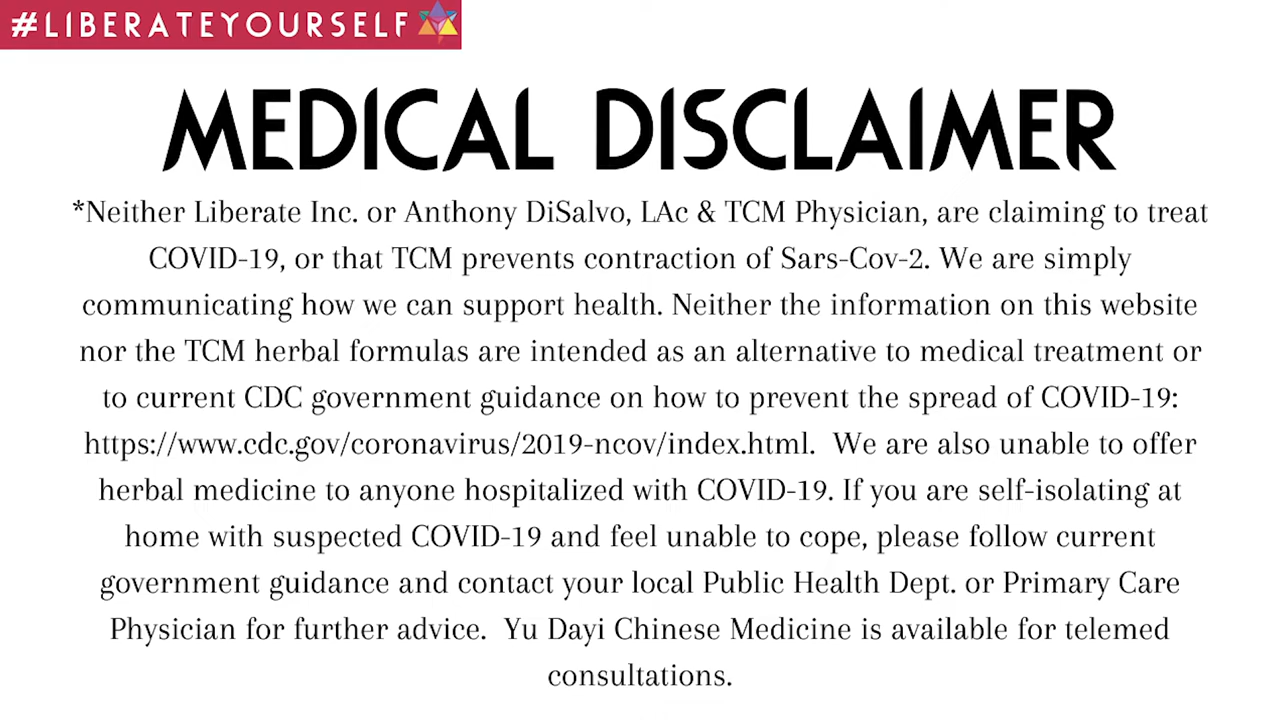 #LIBERATEYOURSELF
MEDICAL DISCLAIMER
*Neither Liberate Inc. or Anthony DiSalvo, LAc & TCM Physician, are claiming to treat
COVID-19, or that TCM prevents contraction of Sars-Cov-2. We are simply
communicating how we can support health. Neither the information on this website
nor the TCM herbal formulas are intended as an alternative to medical treatment or
to current CDC government guidance on how to prevent the spread of COVID-19:
https://www.cdc.gov/coronavirus/2019-ncov/index.html.  We are also unable to offer
herbal medicine to anyone hospitalized with COVID-19. If you are self-isolating at
home with suspected COVID-19 and feel unable to cope, please follow current
government guidance and contact your local Public Health Dept. or Primary Care
Physician for further advice.  Yu Dayi Chinese Medicine is available for telemed
consultations.